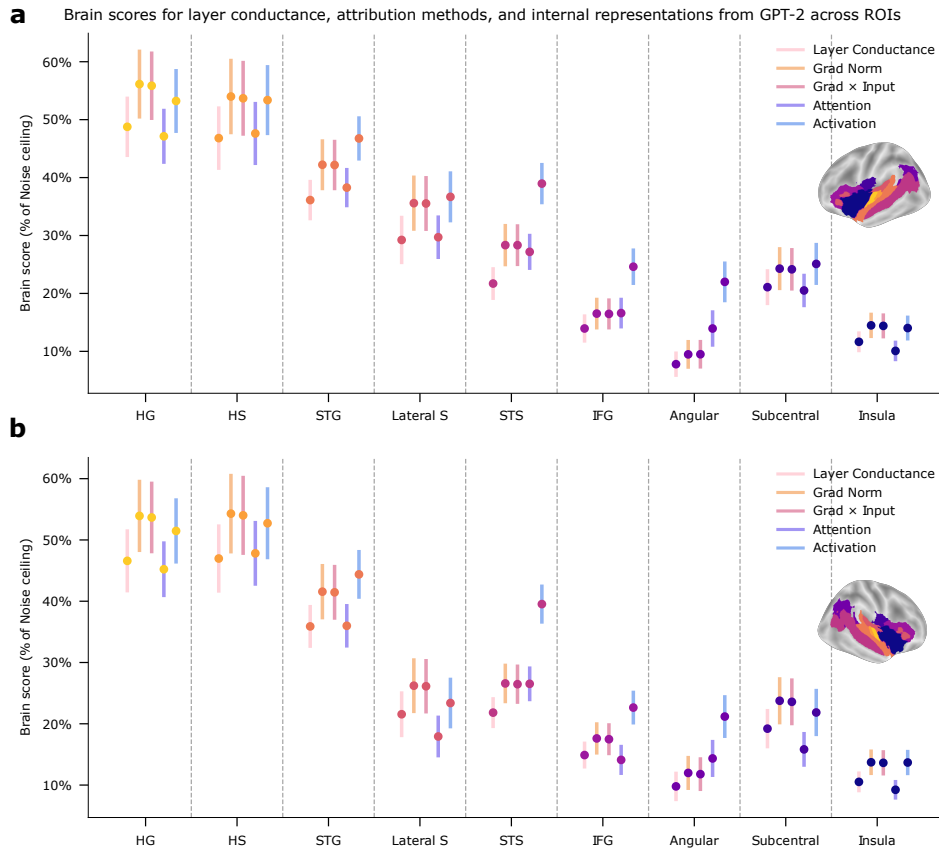 a
Brain scores for layer conductance, attribution methods, and internal representations from GPT-2 across ROIs
Brain score (% of Noise ceiling)
60%
50%
40%
30%
20%
10%
Layer Conductance
Grad Norm
Grad × Input
Attention
Activation
HG HS STG Lateral S STS IFG Angular Subcentral Insula
b
Brain score (% of Noise ceiling)
60%
50%
40%
30%
20%
10%
Layer Conductance
Grad Norm
Grad × Input
Attention
Activation
HG HS STG Lateral S STS IFG Angular Subcentral Insula